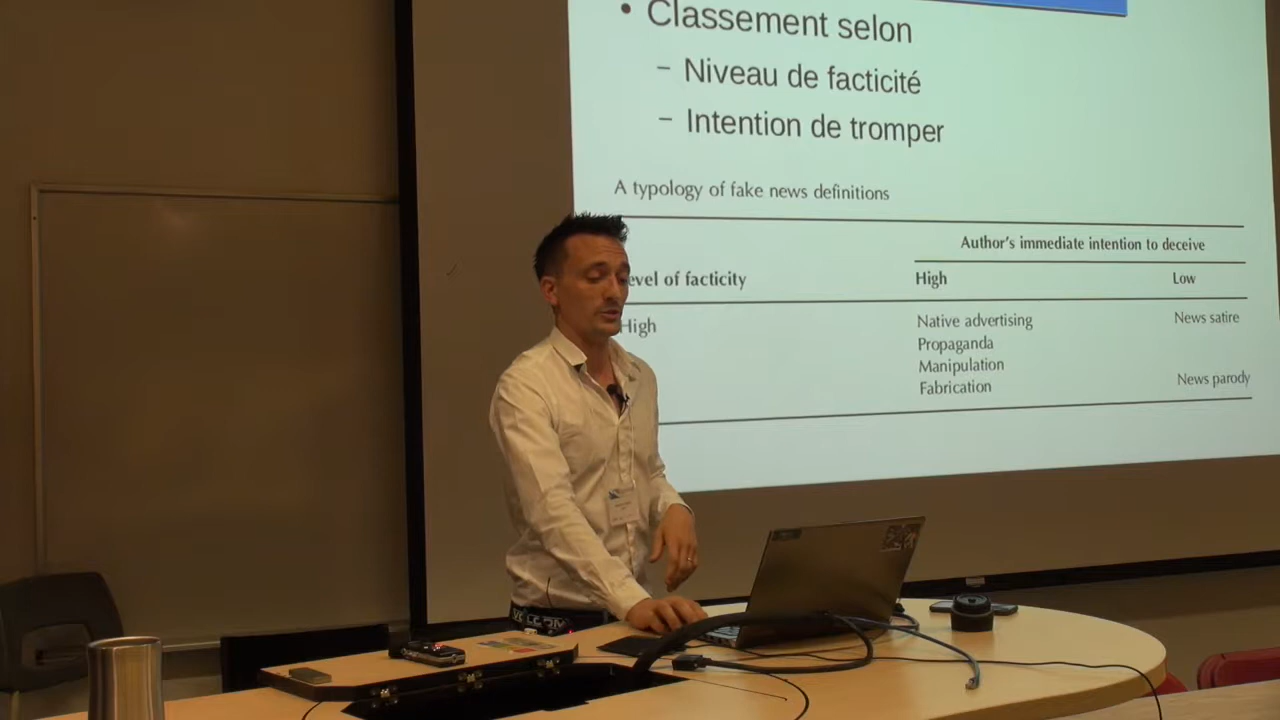 • Classement selon
– Niveau de facticité
– Intention de tromper
A typology of fake news definitions
Author's immediate intention to deceive
evel of facticity High Low
High Native advertising News satire
Propaganda
Manipulation
Fabrication News parody